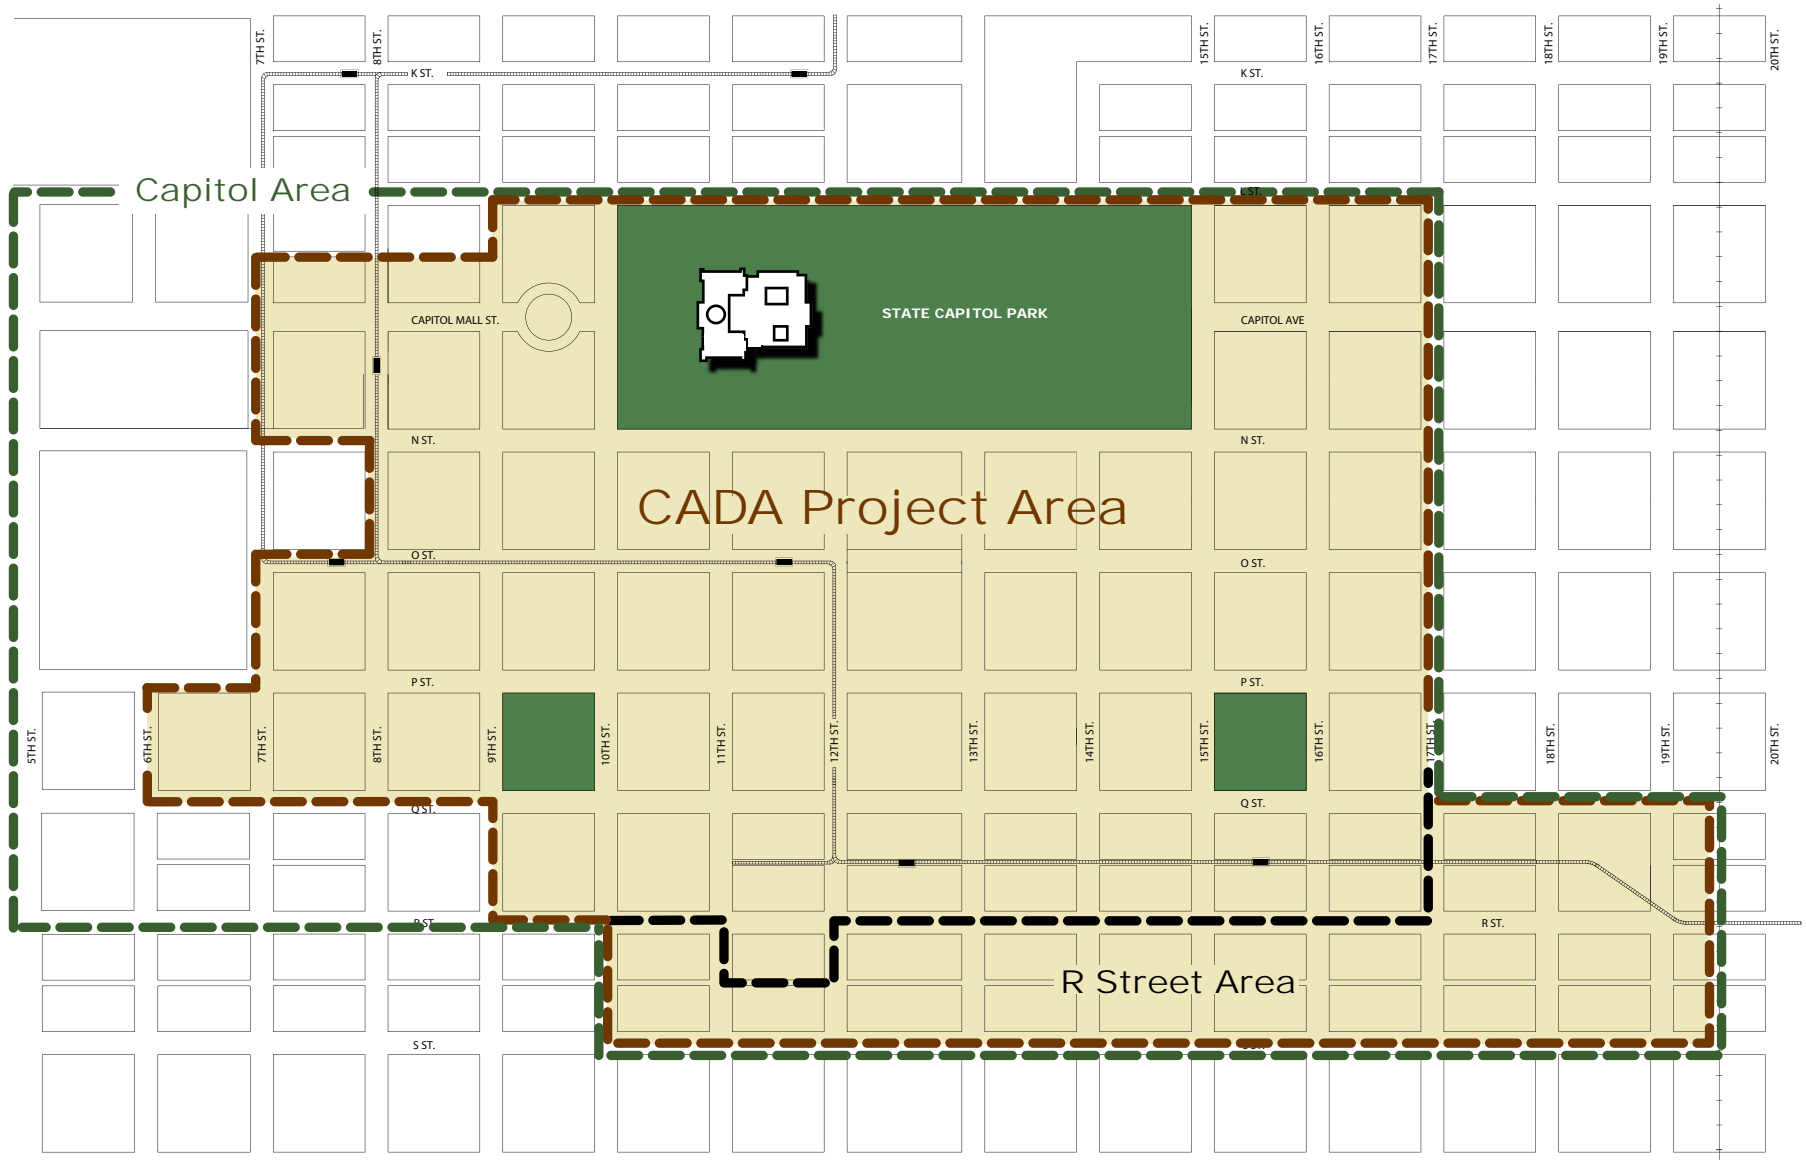 7TH ST.
8TH ST.
15TH ST.
16TH ST.
17TH ST.
18TH ST.
19TH ST.
20TH ST.
K ST.
K ST.
Capitol Area
L ST.
STATE CAPITOL PARK
CAPITOL MALL ST.
CAPITOL AVE
N ST.
N ST.
CADA Project Area
O ST.
O ST.
P ST.
P ST.
5TH ST.
6TH ST.
7TH ST.
8TH ST.
9TH ST.
10TH ST.
11TH ST.
12TH ST.
13TH ST.
14TH ST.
15TH ST.
16TH ST.
17TH ST.
18TH ST.
19TH ST.
20TH ST.
Q ST.
Q ST.
R ST.
R ST.
R Street Area
S ST.